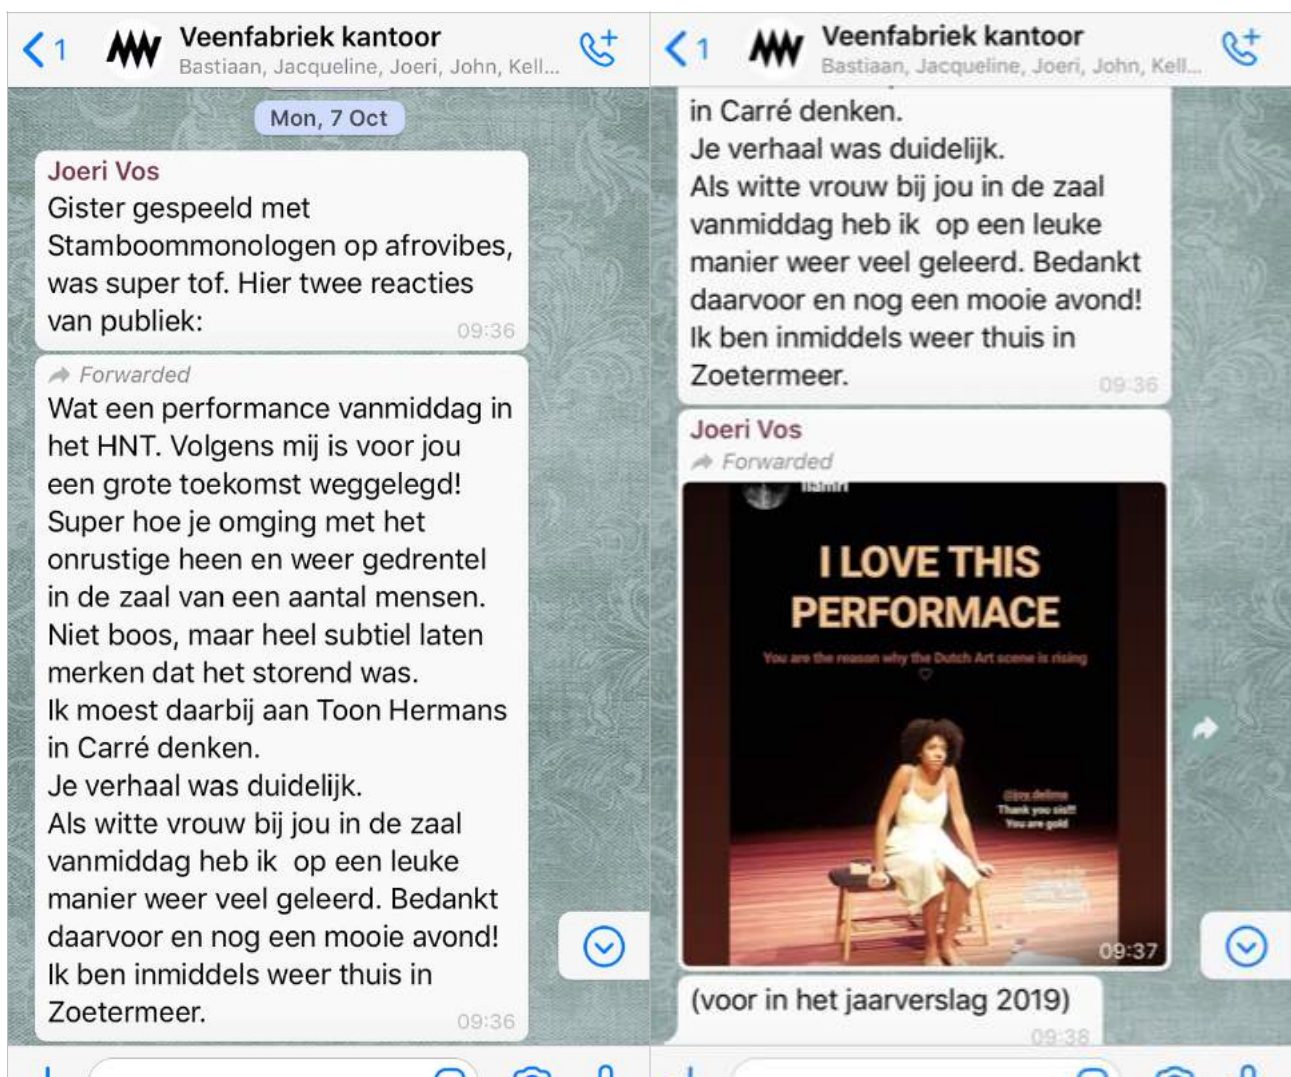 1
Veenfabriek kantoor
Bastiaan, Jacqueline, Joeri, John, Kell...
Mon, 7 Oct
Joeri Vos
Gister gespeeld met
Stamboommonologen op afrovibes,
was super tof. Hier twee reacties
van publiek:
09:36
Forwarded
Wat een performance vanmiddag in
het HNT. Volgens mij is voor jou
een grote toekomst weggelegd!
Super hoe je omging met het
onrustige heen en weer gedrentel
in de zaal van een aantal mensen.
Niet boos, maar heel subtiel laten
merken dat het storend was.
Ik moest daarbij aan Toon Hermans
in Carré denken.
Je verhaal was duidelijk.
Als witte vrouw bij jou in de zaal
vanmiddag heb ik op een leuke
manier weer veel geleerd. Bedankt
daarvoor en nog een mooie avond!
Ik ben inmiddels weer thuis in
Zoetermeer.
09:36
1
Veenfabriek kantoor
Bastiaan, Jacqueline, Joeri, John, Kell...
in Carré denken.
Je verhaal was duidelijk.
Als witte vrouw bij jou in de zaal
vanmiddag heb ik op een leuke
manier weer veel geleerd. Bedankt
daarvoor en nog een mooie avond!
Ik ben inmiddels weer thuis in
Zoetermeer.
09:36
Joeri Vos
Forwarded
I LOVE THIS
PERFORMACE
You are the reason why the Dutch Art scene is rising
Thank you sis!!!
You are gold
09:37
(voor in het jaarverslag 2019)
09:38